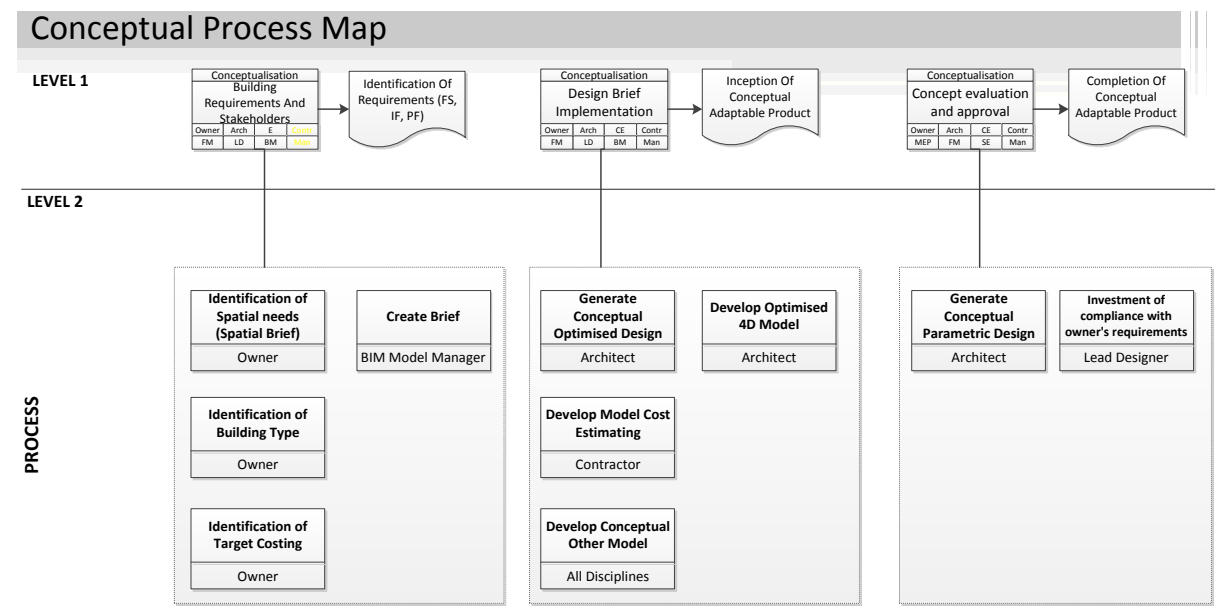 Conceptual Process Map
LEVEL 1
Conceptualisation
Building
Requirements And
Stakeholders
Owner Arch E Contr
FM LD BM Man
Identification Of
Requirements (FS,
IF, PF)
Conceptualisation
Design Brief
Implementation
Owner Arch CE Contr
FM LD BM Man
Inception Of
Conceptual
Adaptable Product
Conceptualisation
Concept evaluation
and approval
Owner Arch CE Contr
MEP FM SE Man
Completion Of
Conceptual
Adaptable Product
LEVEL 2
PROCESS
Identification of
Spatial needs
(Spatial Brief)
Owner
Create Brief
BIM Model Manager
Identification of
Building Type
Owner
Identification of
Target Costing
Owner
Generate
Conceptual
Optimised Design
Architect
Develop Optimised
4D Model
Architect
Develop Model Cost
Estimating
Contractor
Develop Conceptual
Other Model
All Disciplines
Generate
Conceptual
Parametric Design
Architect
Investment of
compliance with
owner's requirements
Lead Designer